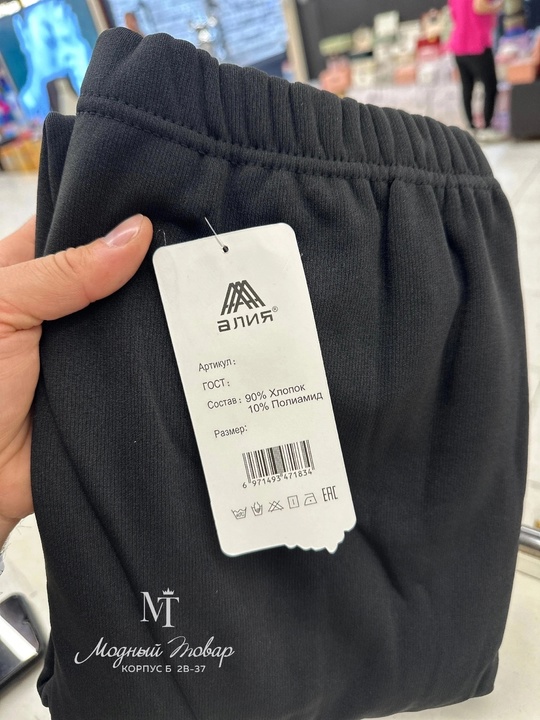 алия®
Артикул:
ГОСТ:
Состав: 90% Хлопок
10% Полиамид
Размер:
6 971493 471834
EAC
MT
Модный Товар
КОРПУС Б 2В-37